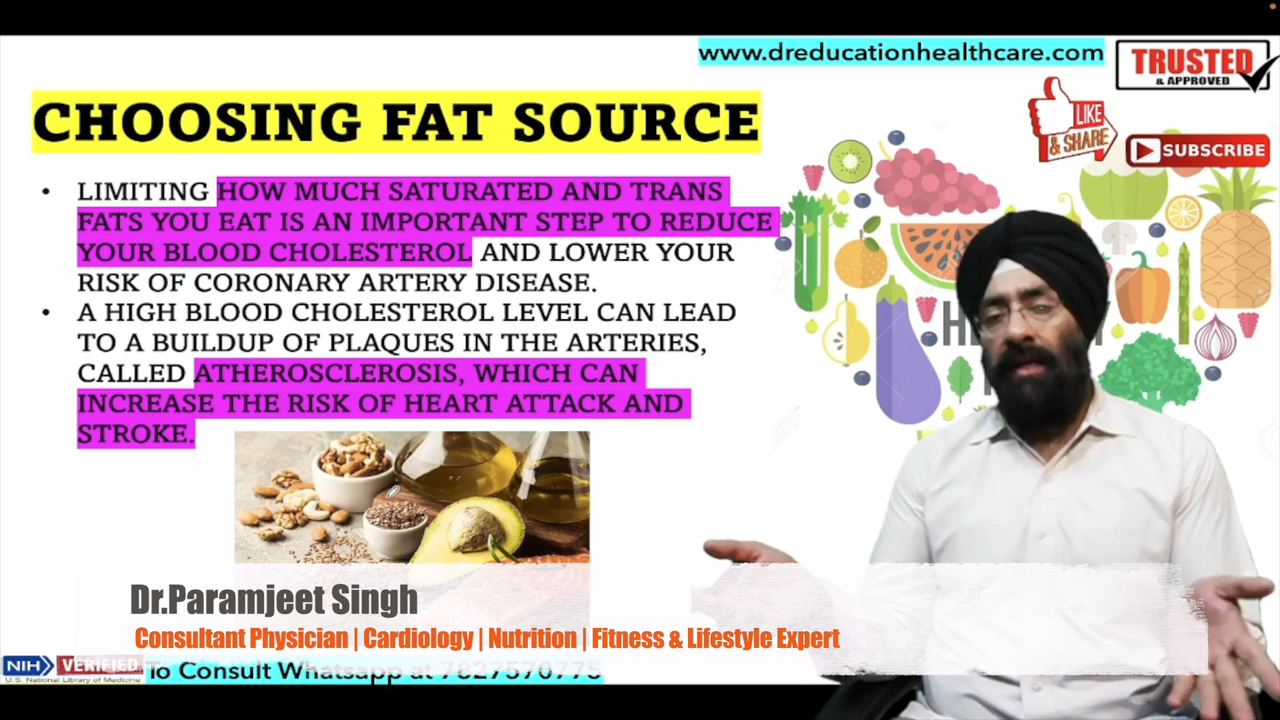 www.dreducationhealthcare.com
TRUSTED
& APPROVED
LIKE
& SHARE
SUBSCRIBE
CHOOSING FAT SOURCE
• LIMITING HOW MUCH SATURATED AND TRANS
FATS YOU EAT IS AN IMPORTANT STEP TO REDUCE
YOUR BLOOD CHOLESTEROL AND LOWER YOUR
RISK OF CORONARY ARTERY DISEASE.
• A HIGH BLOOD CHOLESTEROL LEVEL CAN LEAD
TO A BUILDUP OF PLAQUES IN THE ARTERIES,
CALLED ATHEROSCLEROSIS, WHICH CAN
INCREASE THE RISK OF HEART ATTACK AND
STROKE.
Dr.Paramjeet Singh
Consultant Physician | Cardiology | Nutrition | Fitness & Lifestyle Expert
NIH VERIFIED
U.S. National Library of Medicine
To Consult Whatsapp at 7827570775